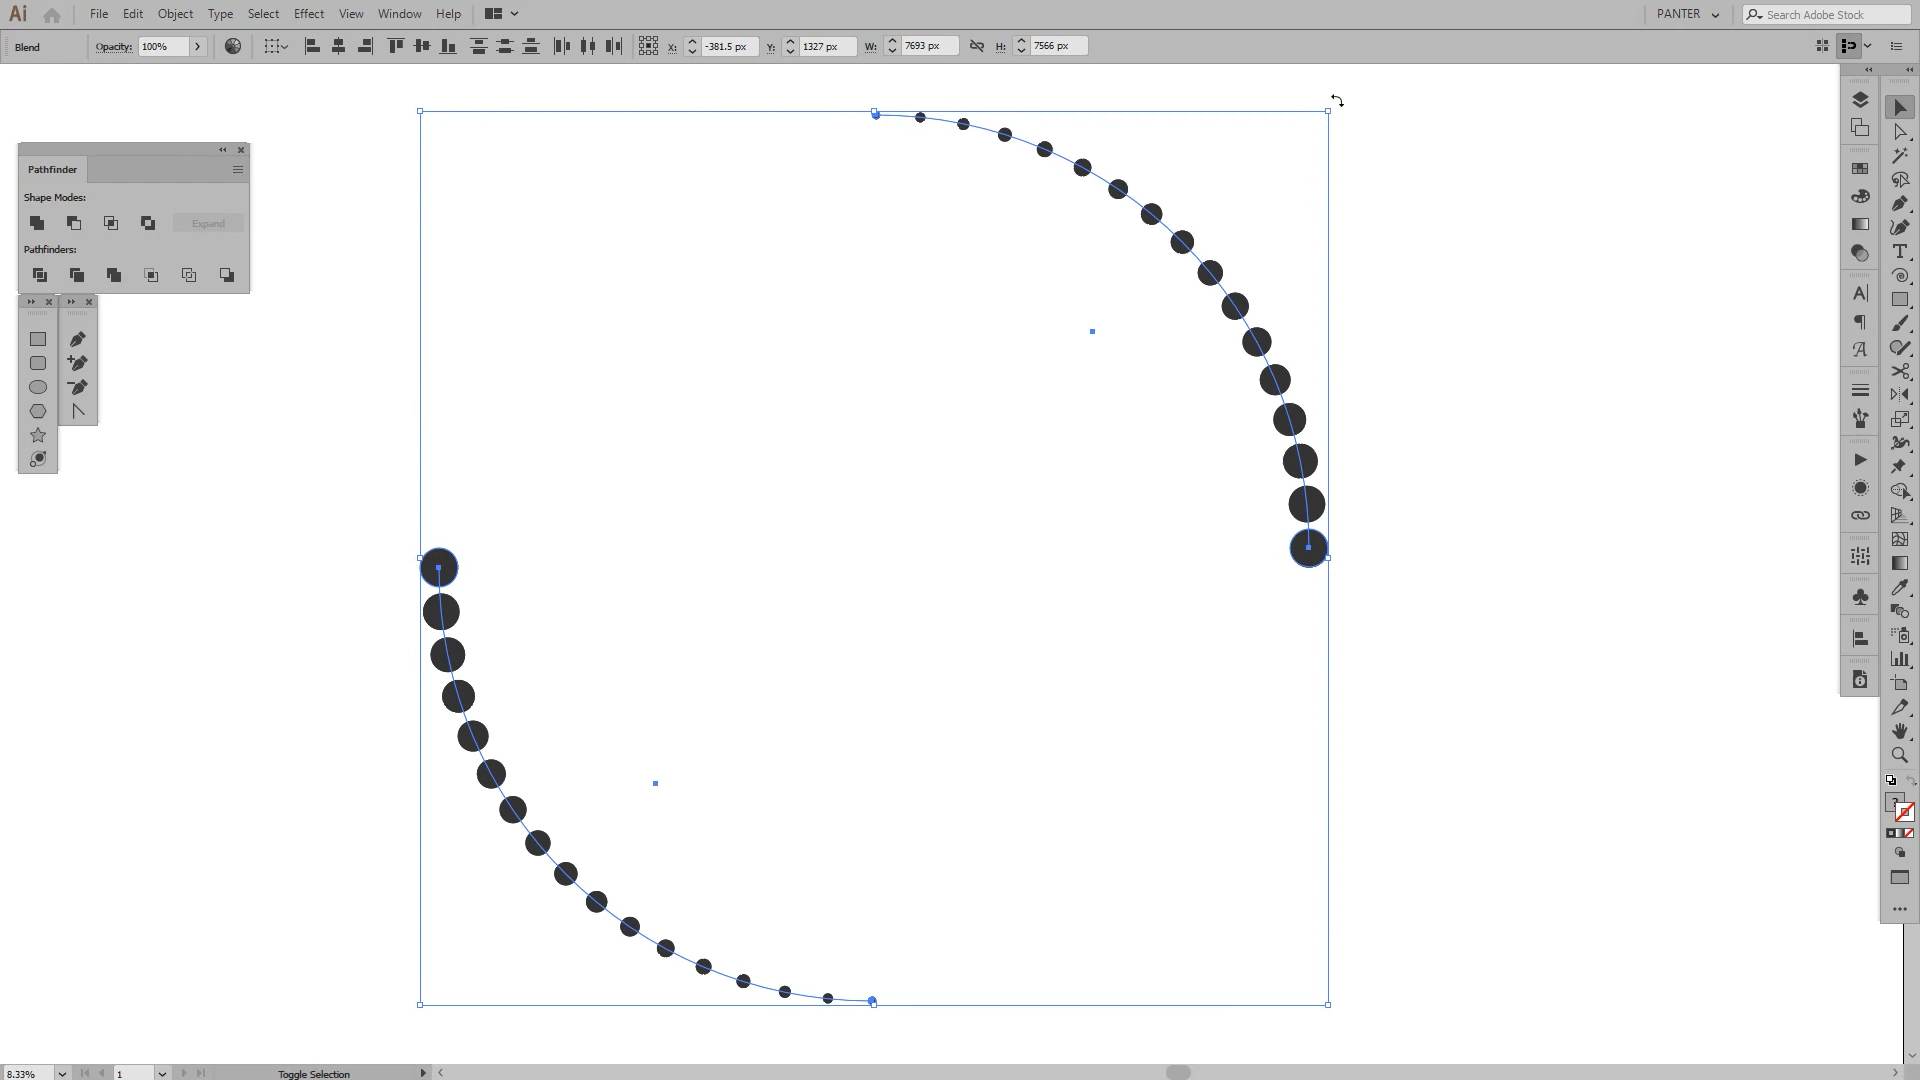 Ai File Edit Object Type Select Effect View Window Help PANTER Search Adobe Stock
Blend Opacity: 100% X: -381.5 px Y: 1327 px W: 7693 px H: 7566 px
Pathfinder
Shape Modes:
Expand
Pathfinders:
8.33% 1 Toggle Selection